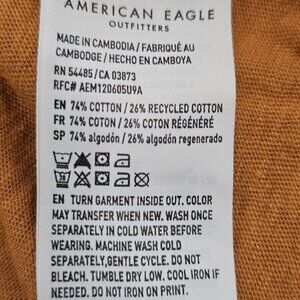 AMERICAN EAGLE
OUTFITTERS
MADE IN CAMBODIA / FABRIQUÉ AU
CAMBODGE / HECHO EN CAMBOYA
RN 54485/ CA 03873
RFC# AEM120605U9A
EN 74% COTTON / 26% RECYCLED COTTON
FR 74% COTON / 26% COTON RÉGÉNÉRÉ
SP 74% algodón / 26% algodón regenerado
EN TURN GARMENT INSIDE OUT. COLOR
MAY TRANSFER WHEN NEW. WASH ONCE
SEPARATELY IN COLD WATER BEFORE
WEARING. MACHINE WASH COLD
SEPARATELY,GENTLE CYCLE. DO NOT
BLEACH. TUMBLE DRY LOW. COOL IRON IF
NEEDED. DO NOT IRON ON PRINT.